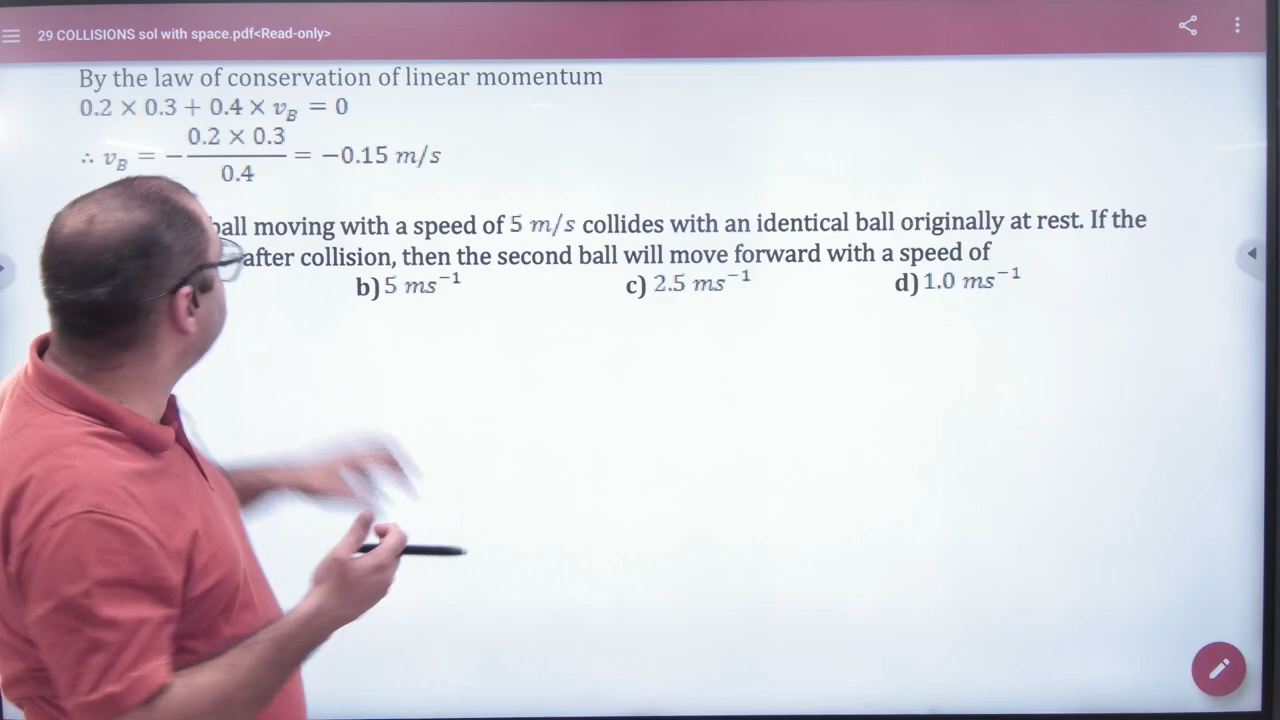 29 COLLISIONS sol with space.pdf<Read-only>
By the law of conservation of linear momentum
0.2 × 0.3 + 0.4 × v_B = 0
∴ v_B = −(0.2 × 0.3)/0.4 = −0.15 m/s
ball moving with a speed of 5 m/s collides with an identical ball originally at rest. If the
after collision, then the second ball will move forward with a speed of
b) 5 ms⁻¹ c) 2.5 ms⁻¹ d) 1.0 ms⁻¹